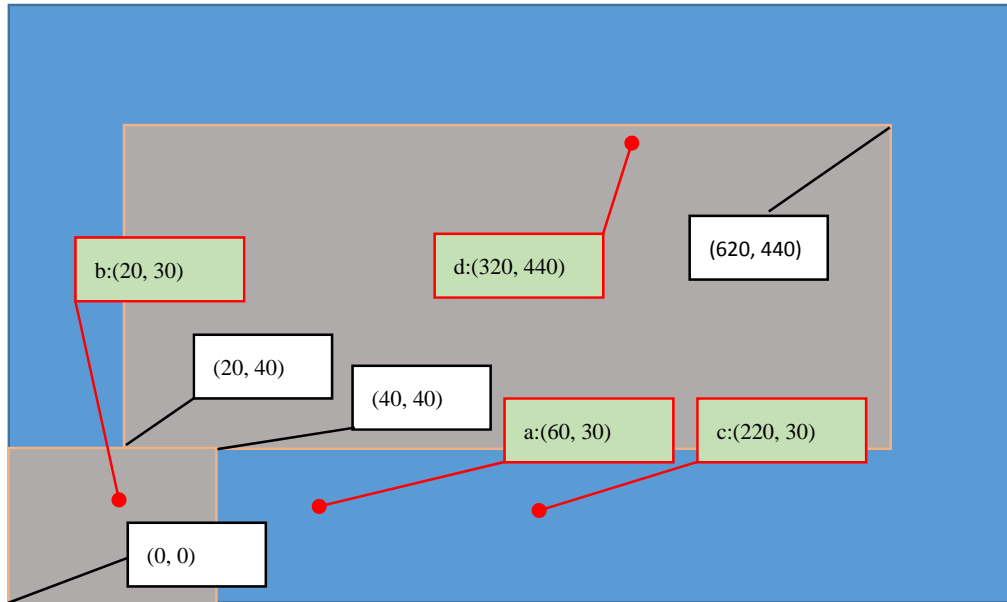 (620, 440)
b:(20, 30)
d:(320, 440)
(20, 40)
(40, 40)
a:(60, 30)
c:(220, 30)
(0, 0)